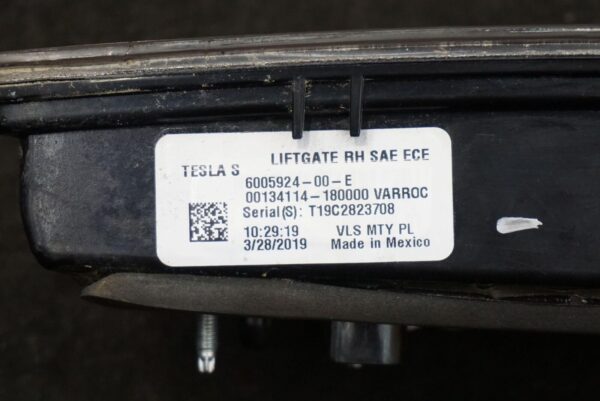 LIFTGATE RH SAE ECE
TESLA S
6005924-00-E
00134114-180000 VARROC
Serial(S): T19C2823708
10:29:19 VLS MTY PL
3/28/2019 Made in Mexico